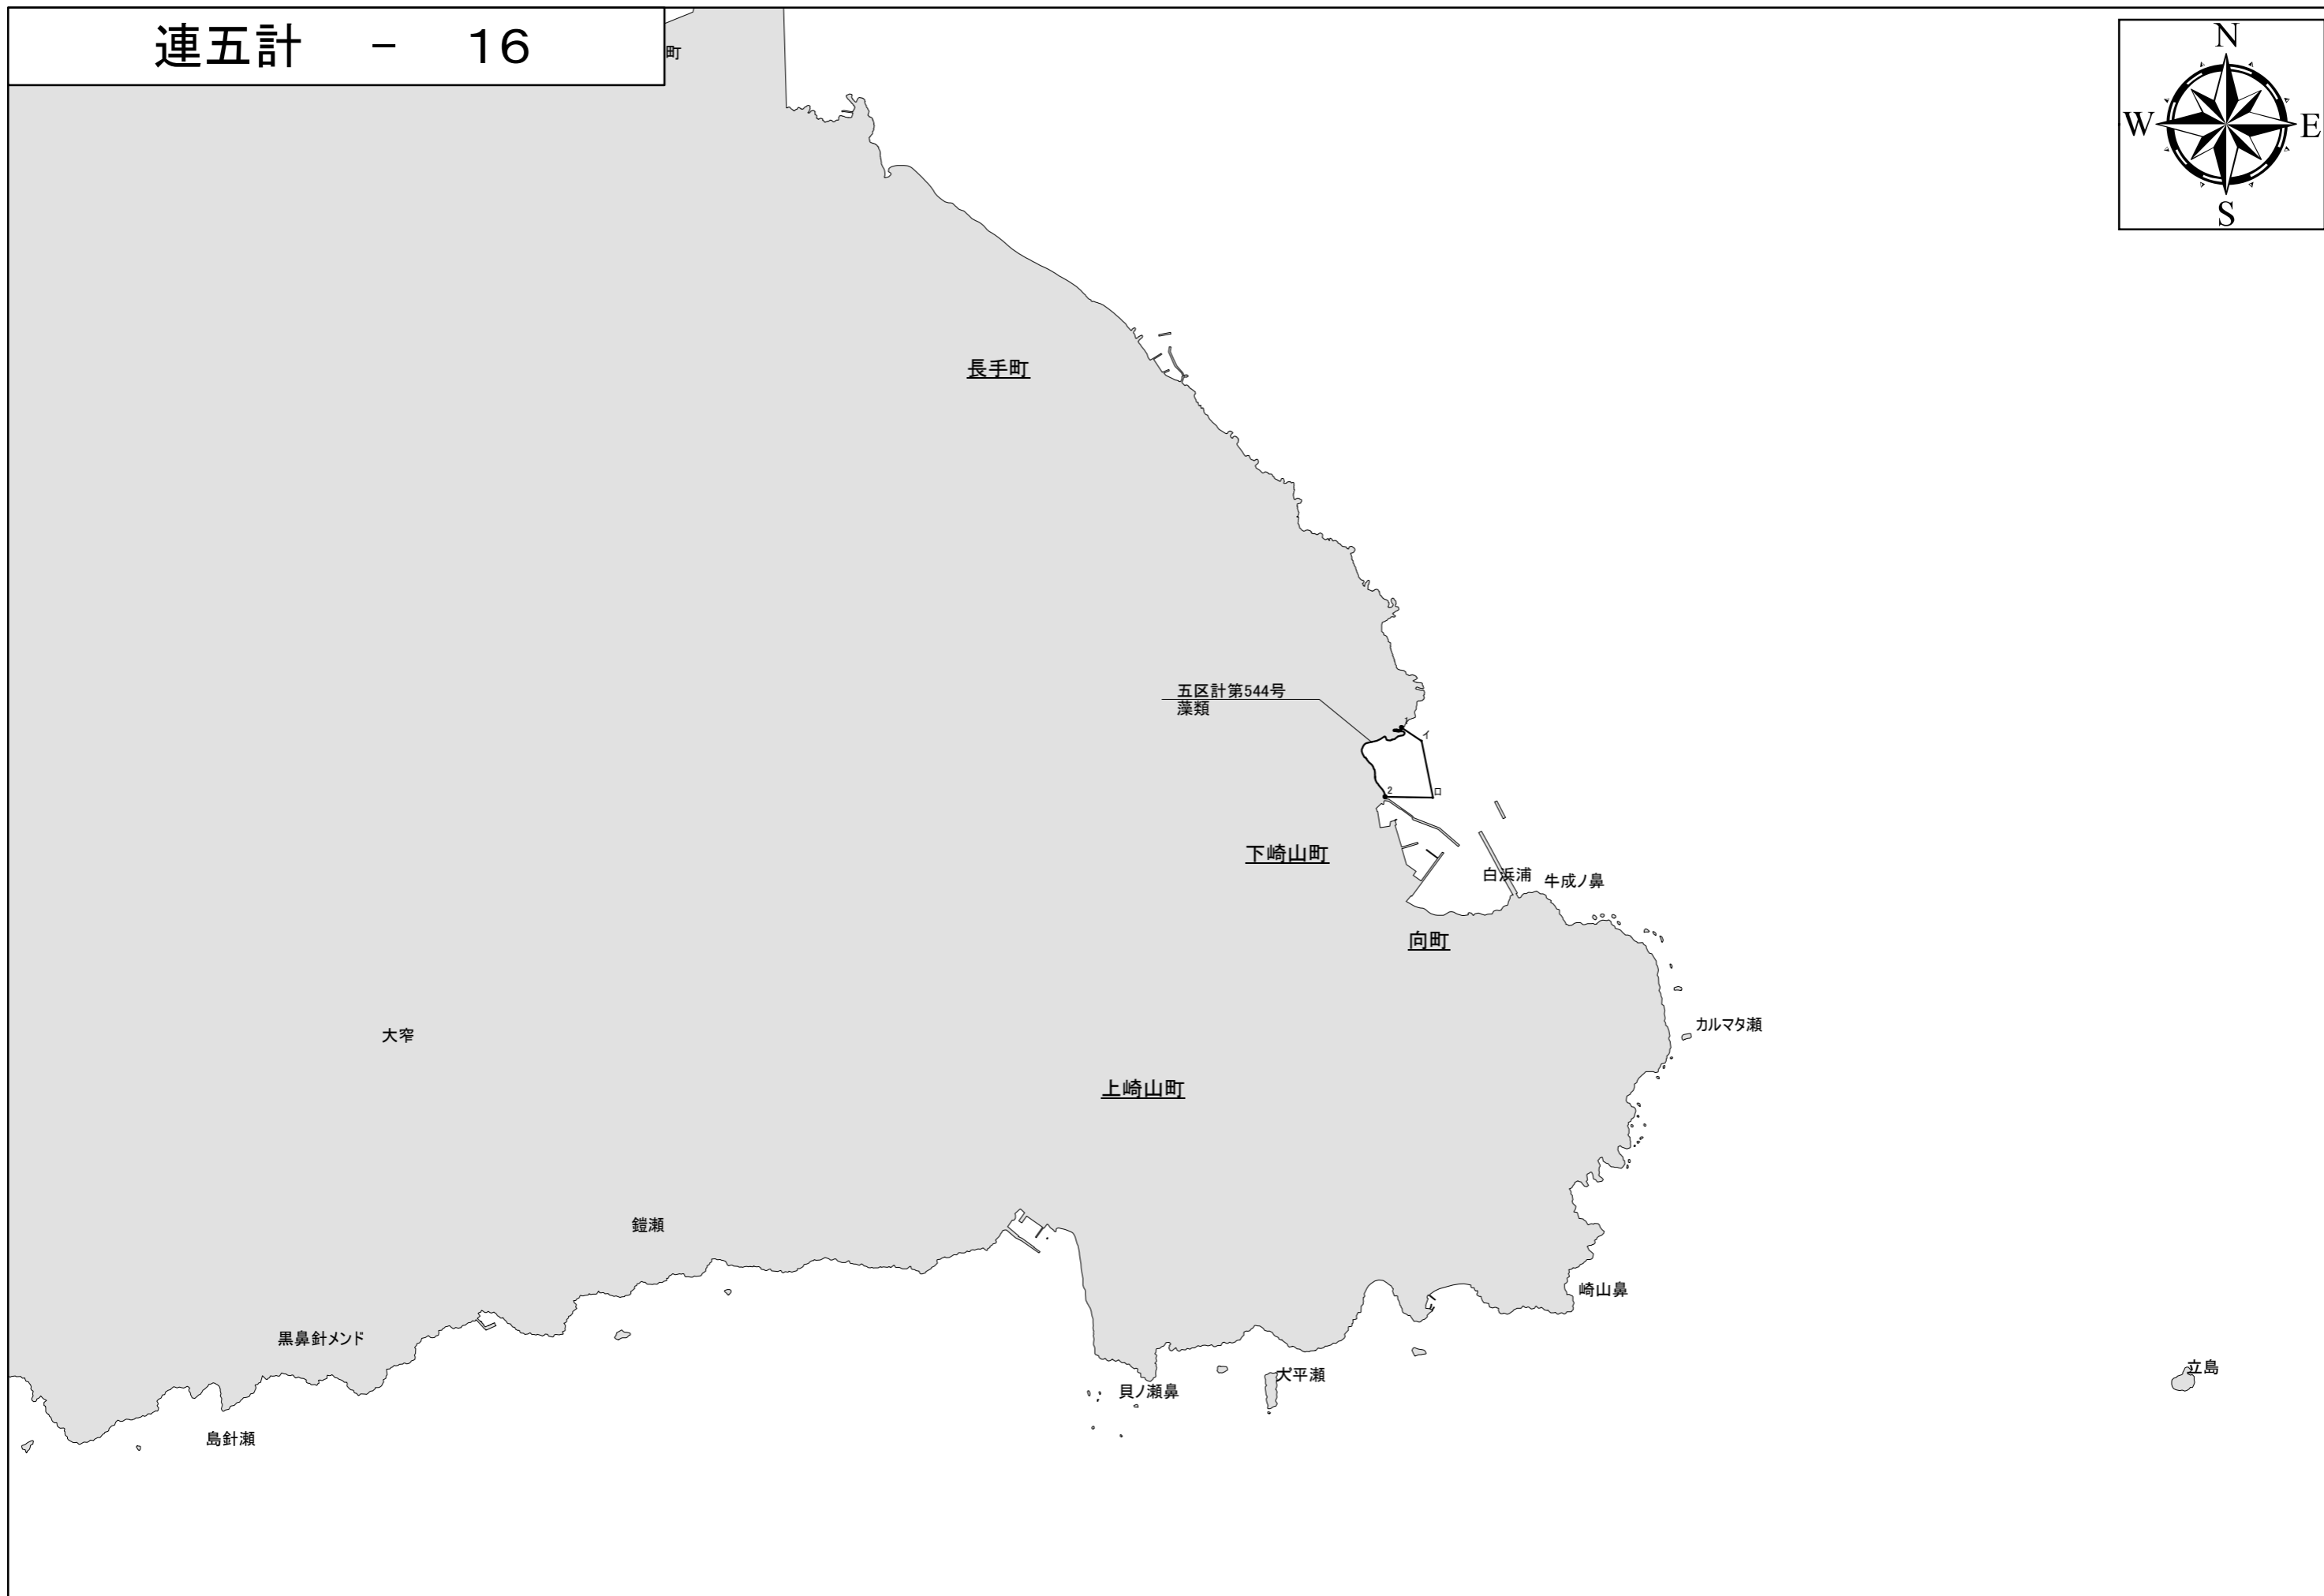 連五計　－　16
町
N
W
E
S
長手町
五区計第544号
藻類
1
イ
2
ロ
下崎山町
白浜浦
牛成ノ鼻
向町
カルマタ瀬
大窄
上崎山町
鐙瀬
崎山鼻
黒鼻針メンド
立島
大平瀬
貝ノ瀬鼻
島針瀬